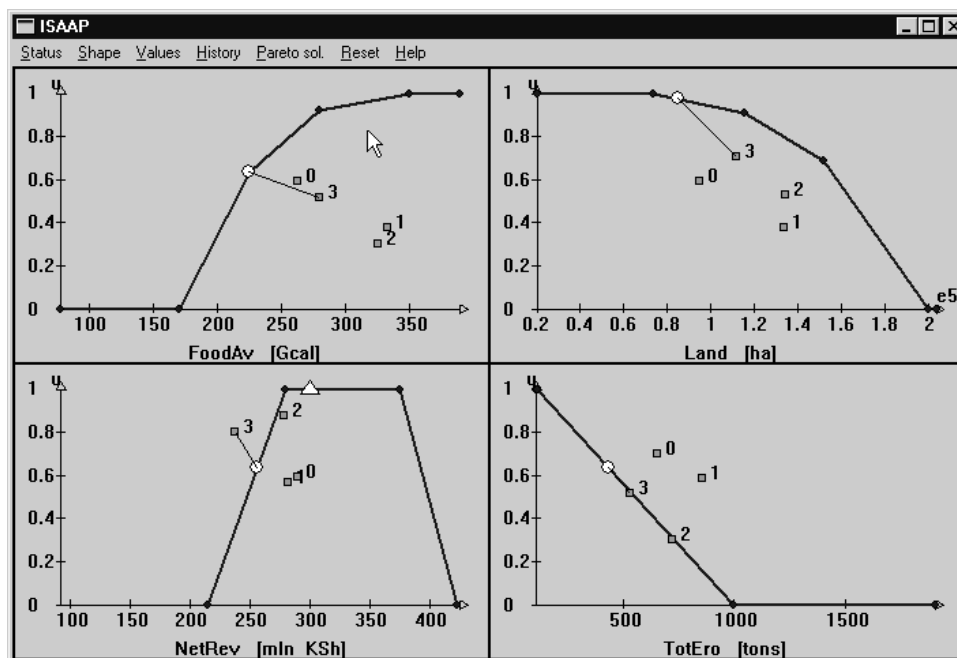 ISAAP
Status Shape Values History Pareto sol. Reset Help
u
1
0.8
0.6
0.4
0.2
0
0
3
1
2
100 150 200 250 300 350
FoodAv [Gcal]
u
1
0.8
0.6
0.4
0.2
0
3
0
2
1
e5
0.2 0.4 0.6 0.8 1 1.2 1.4 1.6 1.8 2
Land [ha]
u
1
0.8
0.6
0.4
0.2
0
2
3
0
1
100 150 200 250 300 350 400
NetRev [mln KSh]
u
1
0.8
0.6
0.4
0.2
0
0
1
3
2
500 1000 1500
TotEro [tons]